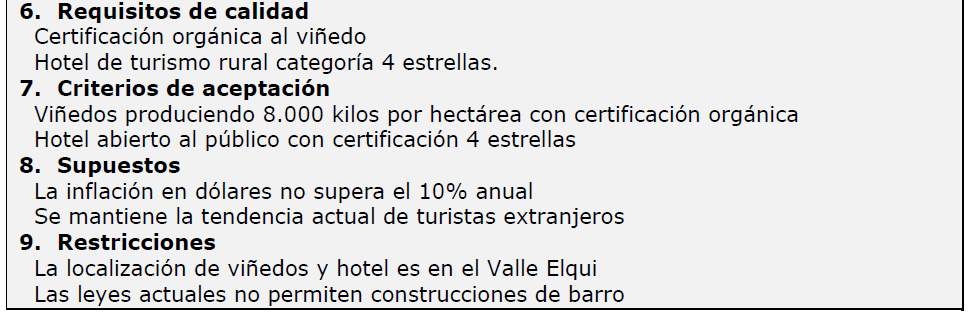 6. Requisitos de calidad
Certificación orgánica al viñedo
Hotel de turismo rural categoría 4 estrellas.
7. Criterios de aceptación
Viñedos produciendo 8.000 kilos por hectárea con certificación orgánica
Hotel abierto al público con certificación 4 estrellas
8. Supuestos
La inflación en dólares no supera el 10% anual
Se mantiene la tendencia actual de turistas extranjeros
9. Restricciones
La localización de viñedos y hotel es en el Valle Elqui
Las leyes actuales no permiten construcciones de barro